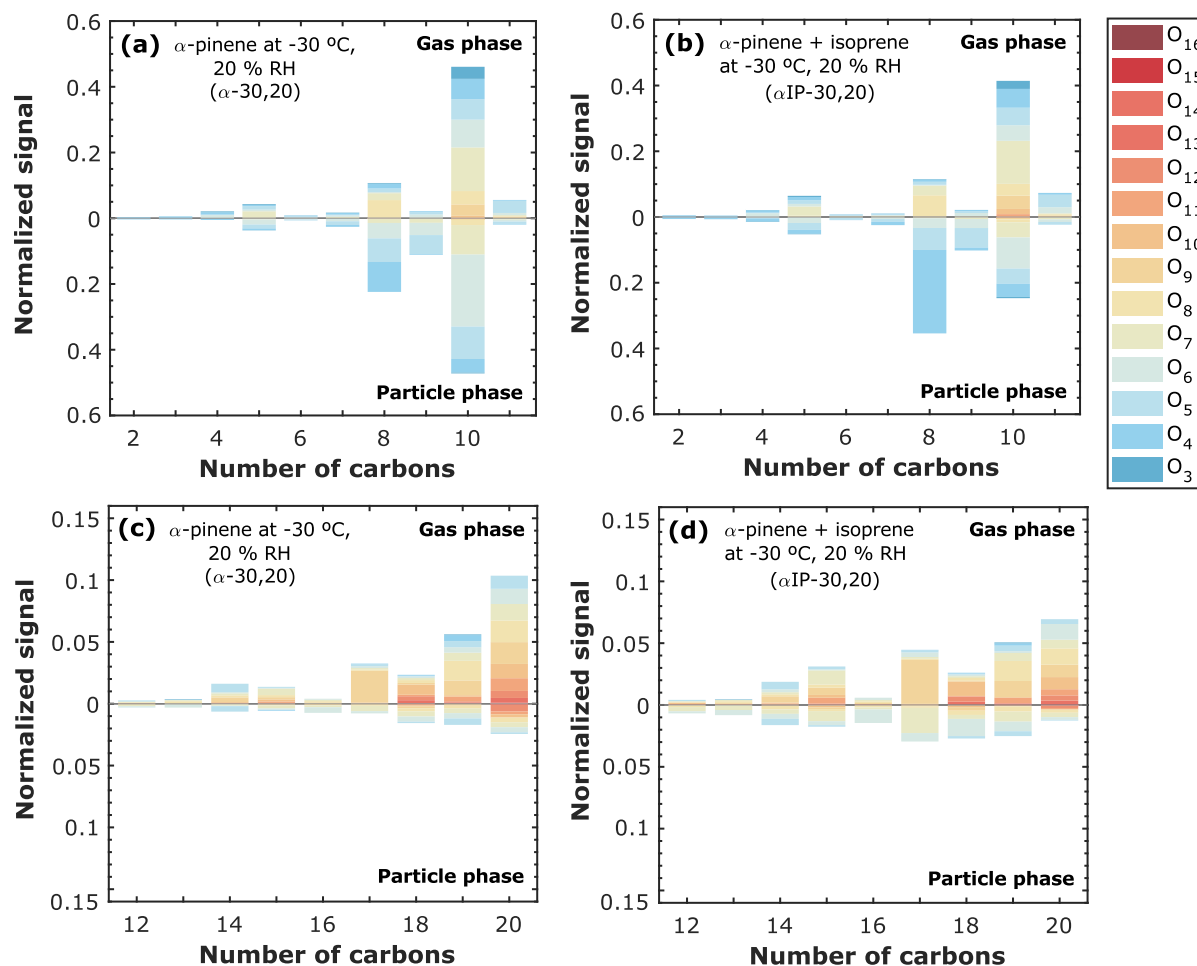 (a) α-pinene at -30 ºC,
20 % RH
(α-30,20)
Gas phase
Particle phase
Normalized signal
0.6
0.4
0.2
0
0.2
0.4
0.6
2 4 6 8 10
Number of carbons
(b) α-pinene + isoprene
at -30 ºC, 20 % RH
(αIP-30,20)
Gas phase
Particle phase
Normalized signal
0.6
0.4
0.2
0
0.2
0.4
0.6
2 4 6 8 10
Number of carbons
O16
O15
O14
O13
O12
O11
O10
O9
O8
O7
O6
O5
O4
O3
(c) α-pinene at -30 ºC,
20 % RH
(α-30,20)
Gas phase
Particle phase
Normalized signal
0.15
0.1
0.05
0
0.05
0.1
0.15
12 14 16 18 20
Number of carbons
(d) α-pinene + isoprene
at -30 ºC, 20 % RH
(αIP-30,20)
Gas phase
Particle phase
Normalized signal
0.15
0.1
0.05
0
0.05
0.1
0.15
12 14 16 18 20
Number of carbons